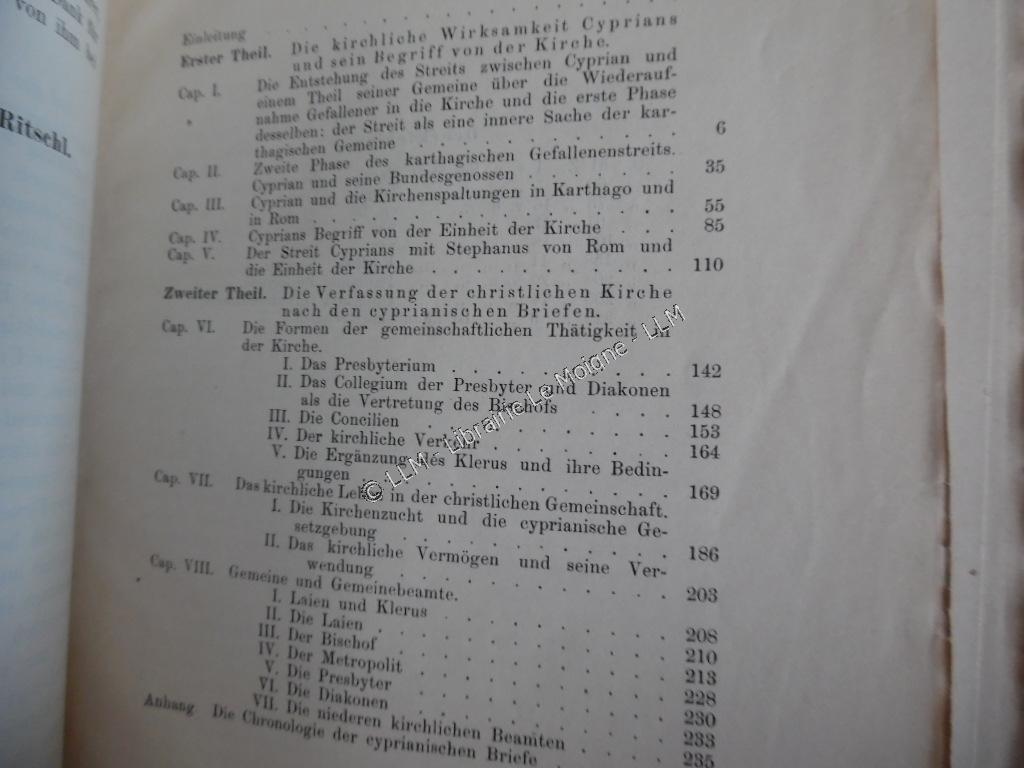 von ihm
Ritschl.
Einleitung . . . . . . . . . .
Erster Theil. Die kirchliche Wirksamkeit Cyprians
und sein Begriff von der Kirche.
Cap. I. Die Entstehung des Streits zwischen Cyprian und
einem Theil seiner Gemeine über die Wiederauf-
nahme Gefallener in die Kirche und die erste Phase
desselben: der Streit als eine innere Sache der kar-
thagischen Gemeine . . . . . . . . 6
Cap. II. Zweite Phase des karthagischen Gefallenenstreits.
Cyprian und seine Bundesgenossen . . . . . . 35
Cap. III. Cyprian und die Kirchenspaltungen in Karthago und
in Rom . . . . . . . . . . . . 55
Cap. IV. Cyprians Begriff von der Einheit der Kirche . . . 85
Cap. V. Der Streit Cyprians mit Stephanus von Rom und
die Einheit der Kirche . . . . . . . . . . 110
Zweiter Theil. Die Verfassung der christlichen Kirche
nach den cyprianischen Briefen.
Cap. VI. Die Formen der gemeinschaftlichen Thätigkeit in
der Kirche.
I. Das Presbyterium . . . . . . . . . 142
II. Das Collegium der Presbyter und Diakonen
als die Vertretung des Bischofs . . . . 148
III. Die Concilien . . . . . . . . . . 153
IV. Der kirchliche Verkehr . . . . . . . . 164
V. Die Ergänzung des Klerus und ihre Bedin-
gungen . . . . . . . . . . . . 169
Cap. VII. Das kirchliche Leben in der christlichen Gemeinschaft.
I. Die Kirchenzucht und die cyprianische Ge-
setzgebung . . . . . . . . . . . 186
II. Das kirchliche Vermögen und seine Ver-
wendung . . . . . . . . . . . 203
Cap. VIII. Gemeine und Gemeinebeamte.
I. Laien und Klerus . . . . . . . . . 208
II. Die Laien . . . . . . . . . . . 210
III. Der Bischof . . . . . . . . . . . 213
IV. Der Metropolit . . . . . . . . . . 228
V. Die Presbyter . . . . . . . . . . 230
VI. Die Diakonen . . . . . . . . . . 233
VII. Die niederen kirchlichen Beamten . . . . 235
Anhang. Die Chronologie der cyprianischen Briefe . . . .
© LLM - Librairie Le Moigne - LLM